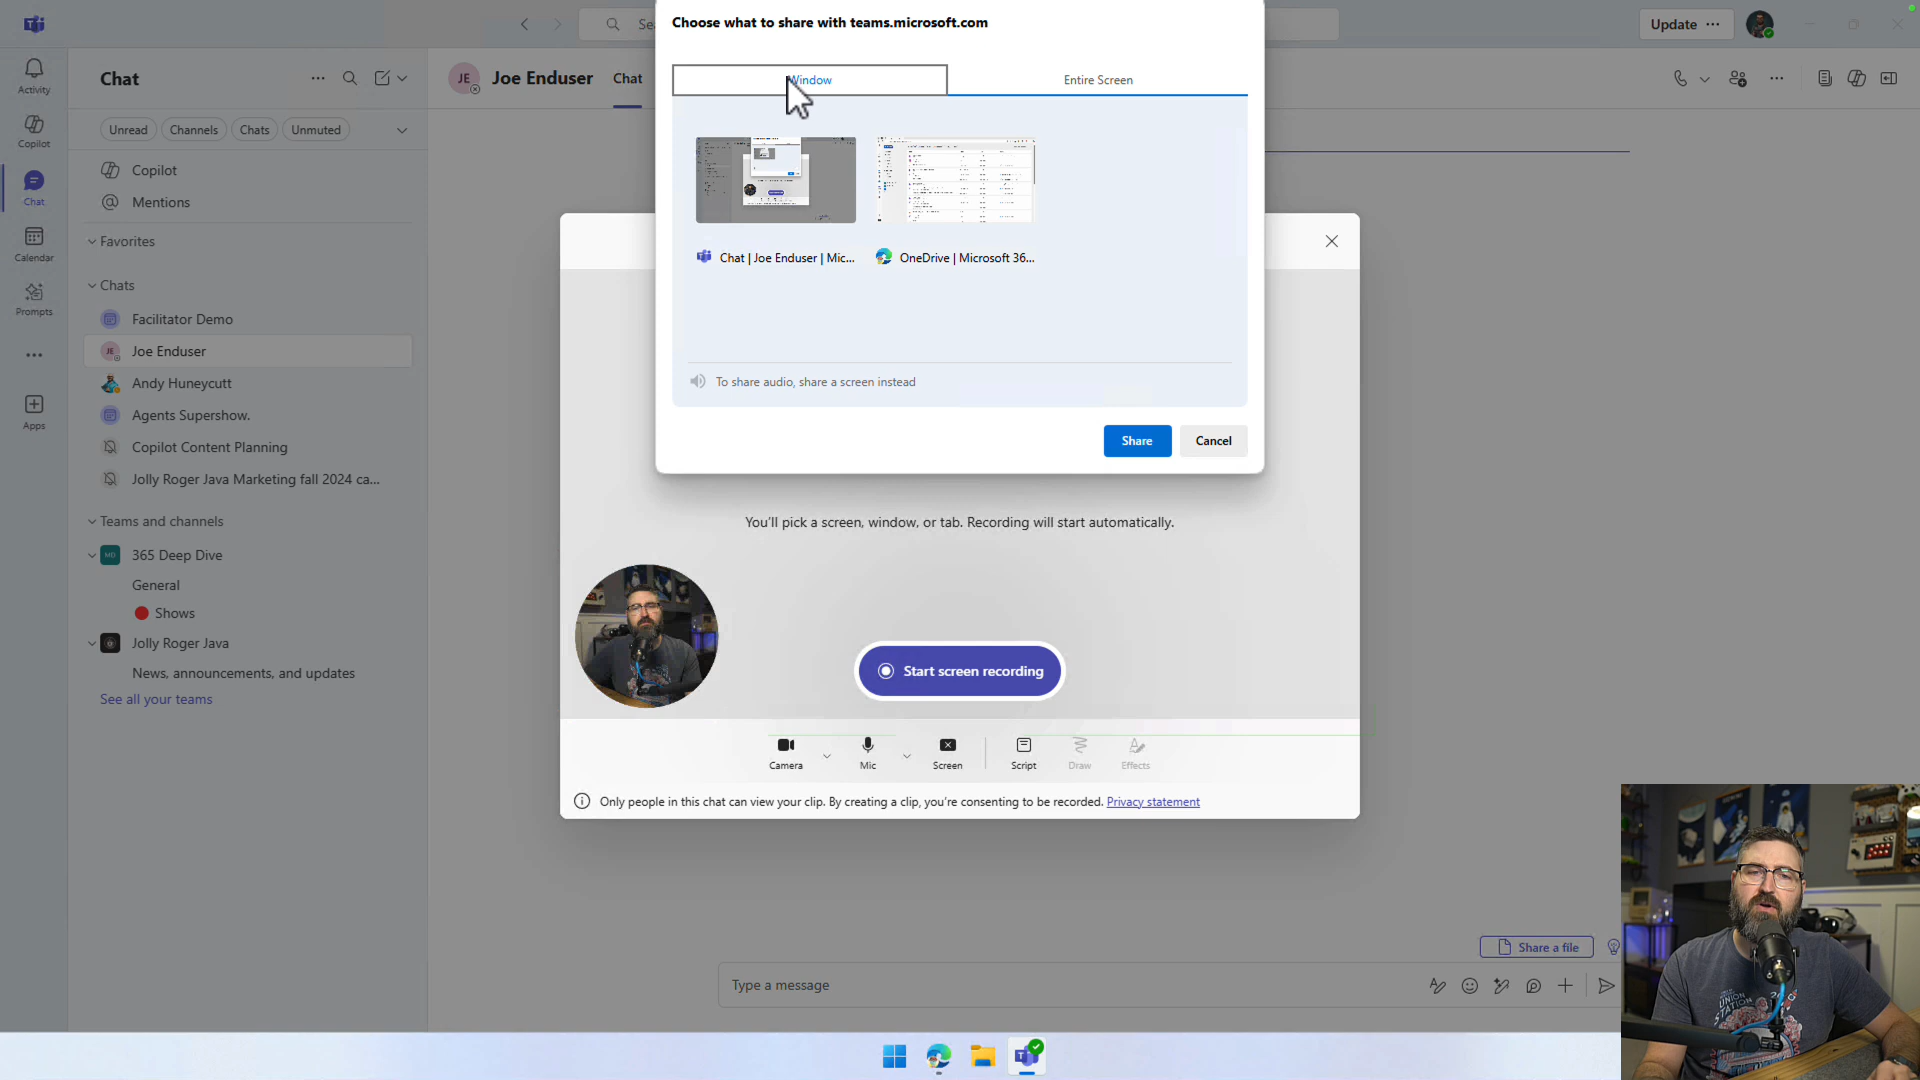 Choose what to share with teams.microsoft.com
Update
Activity
Chat
JE
Joe Enduser
Chat
Window
Entire Screen
Copilot
Unread
Channels
Chats
Unmuted
Copilot
Chat
Mentions
Favorites
Calendar
Chat | Joe Enduser | Mic...
OneDrive | Microsoft 36...
Chats
Prompts
Facilitator Demo
JE
Joe Enduser
Andy Huneycutt
To share audio, share a screen instead
Agents Supershow.
Apps
Share
Cancel
Copilot Content Planning
Jolly Roger Java Marketing fall 2024 ca...
Teams and channels
You'll pick a screen, window, or tab. Recording will start automatically.
MD
365 Deep Dive
General
Shows
Jolly Roger Java
News, announcements, and updates
Start screen recording
See all your teams
Camera
Mic
Screen
Script
Draw
Effects
Only people in this chat can view your clip. By creating a clip, you're consenting to be recorded. Privacy statement
Share a file
Type a message
UNION
STATION